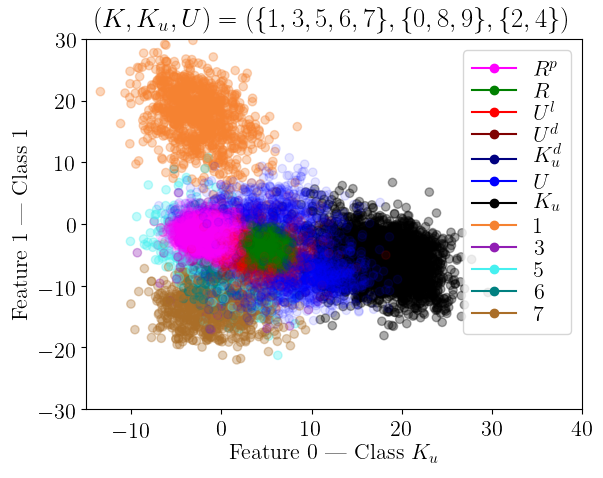 (K, K_u, U) = ({1, 3, 5, 6, 7}, {0, 8, 9}, {2, 4})
30
20
10
0
−10
−20
−30
Feature 1 — Class 1
R^p
R
U^l
U^d
K_u^d
U
K_u
1
3
5
6
7
−10
0
10
20
30
40
Feature 0 — Class K_u